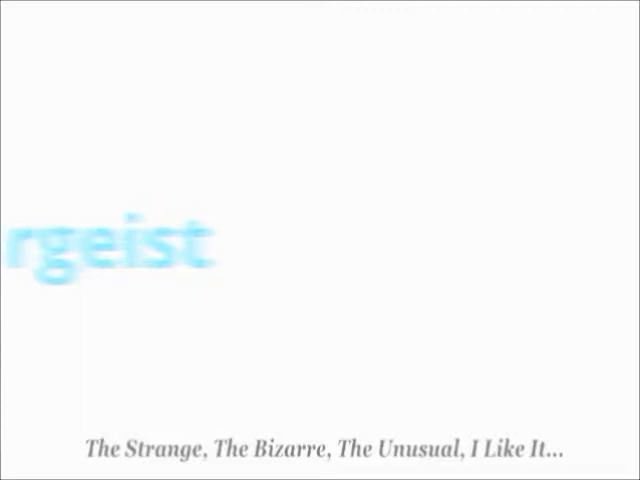 rgeist
The Strange, The Bizarre, The Unusual, I Like It...